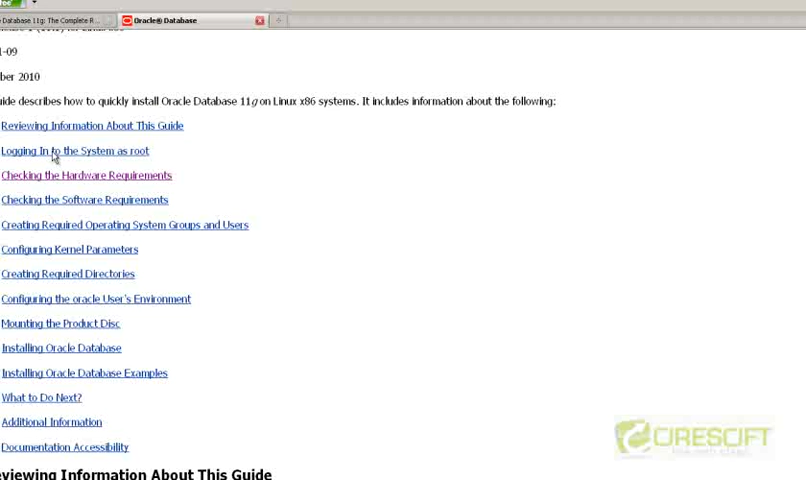 Database 11g: The Complete R...
Oracle® Database
1-09
ber 2010
uide describes how to quickly install Oracle Database 11g on Linux x86 systems. It includes information about the following:
Reviewing Information About This Guide
Logging In to the System as root
Checking the Hardware Requirements
Checking the Software Requirements
Creating Required Operating System Groups and Users
Configuring Kernel Parameters
Creating Required Directories
Configuring the oracle User's Environment
Mounting the Product Disc
Installing Oracle Database
Installing Oracle Database Examples
What to Do Next?
Additional Information
Documentation Accessibility
CIRESCIFT
eviewing Information About This Guide